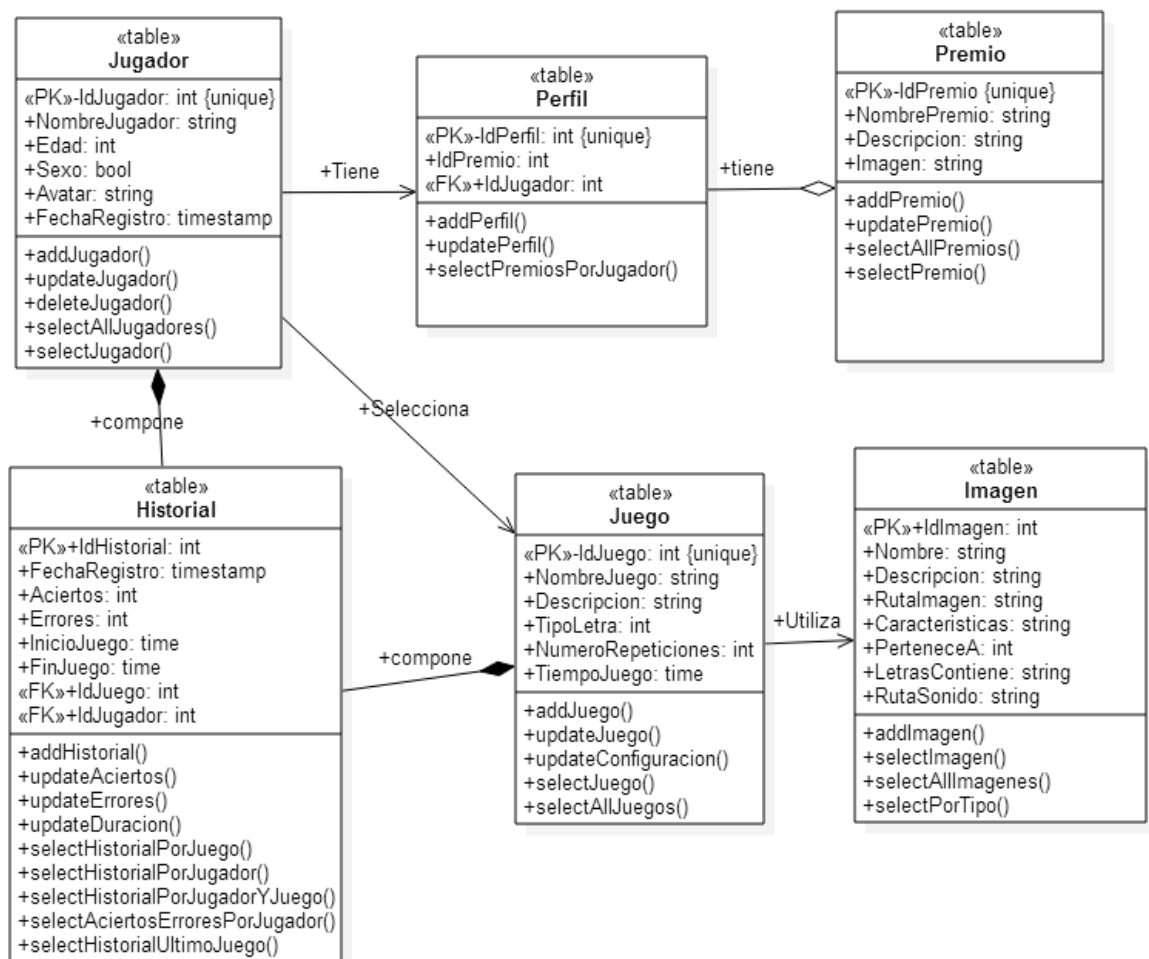 «table»
Jugador
«PK»-IdJugador: int {unique}
+NombreJugador: string
+Edad: int
+Sexo: bool
+Avatar: string
+FechaRegistro: timestamp
+addJugador()
+updateJugador()
+deleteJugador()
+selectAllJugadores()
+selectJugador()
+Tiene
«table»
Perfil
«PK»-IdPerfil: int {unique}
+IdPremio: int
«FK»+IdJugador: int
+addPerfil()
+updatePerfil()
+selectPremiosPorJugador()
+tiene
«table»
Premio
«PK»-IdPremio {unique}
+NombrePremio: string
+Descripcion: string
+Imagen: string
+addPremio()
+updatePremio()
+selectAllPremios()
+selectPremio()
+compone
+Selecciona
«table»
Historial
«PK»+IdHistorial: int
+FechaRegistro: timestamp
+Aciertos: int
+Errores: int
+InicioJuego: time
+FinJuego: time
«FK»+IdJuego: int
«FK»+IdJugador: int
+addHistorial()
+updateAciertos()
+updateErrores()
+updateDuracion()
+selectHistorialPorJuego()
+selectHistorialPorJugador()
+selectHistorialPorJugadorYJuego()
+selectAciertosErroresPorJugador()
+selectHistorialUltimoJuego()
+compone
«table»
Juego
«PK»-IdJuego: int {unique}
+NombreJuego: string
+Descripcion: string
+TipoLetra: int
+NumeroRepeticiones: int
+TiempoJuego: time
+addJuego()
+updateJuego()
+updateConfiguracion()
+selectJuego()
+selectAllJuegos()
+Utiliza
«table»
Imagen
«PK»+IdImagen: int
+Nombre: string
+Descripcion: string
+RutaImagen: string
+Caracteristicas: string
+PerteneceA: int
+LetrasContiene: string
+RutaSonido: string
+addImagen()
+selectImagen()
+selectAllImagenes()
+selectPorTipo()